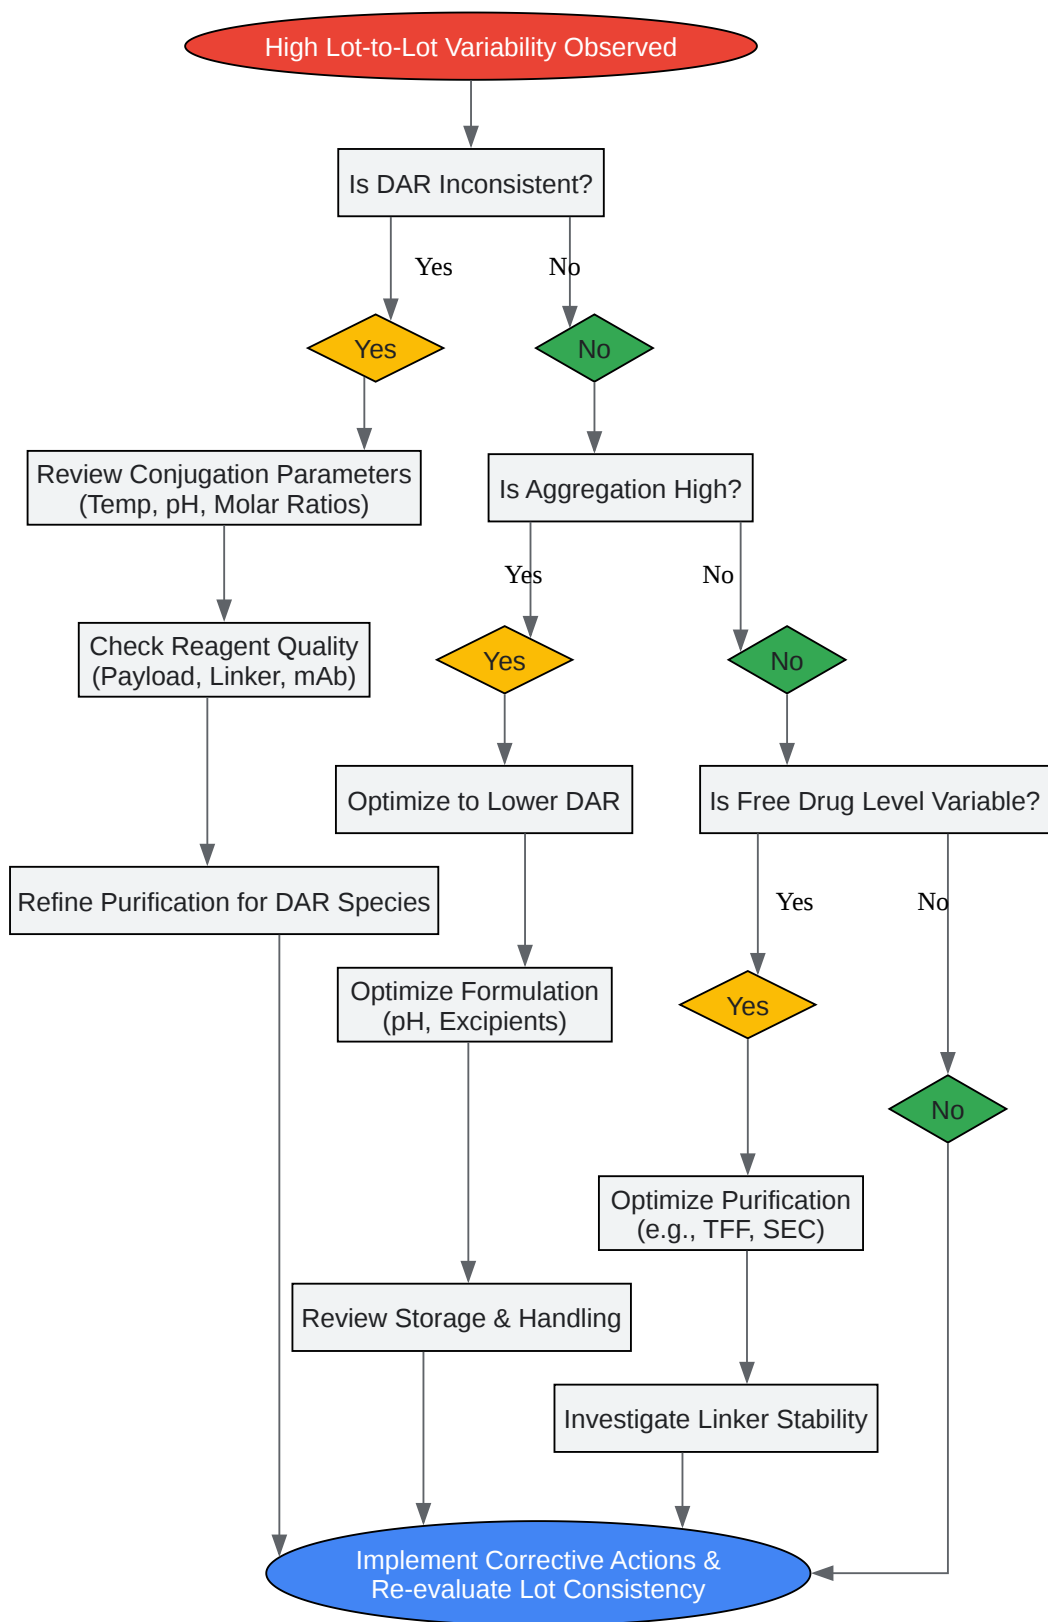 High Lot-to-Lot Variability Observed
Is DAR Inconsistent?
Yes
No
Yes
No
Review Conjugation Parameters
(Temp, pH, Molar Ratios)
Is Aggregation High?
Yes
No
Check Reagent Quality
(Payload, Linker, mAb)
Yes
No
Optimize to Lower DAR
Is Free Drug Level Variable?
Yes
No
Refine Purification for DAR Species
Optimize Formulation
(pH, Excipients)
Yes
No
Optimize Purification
(e.g., TFF, SEC)
Review Storage & Handling
Investigate Linker Stability
Implement Corrective Actions &
Re-evaluate Lot Consistency